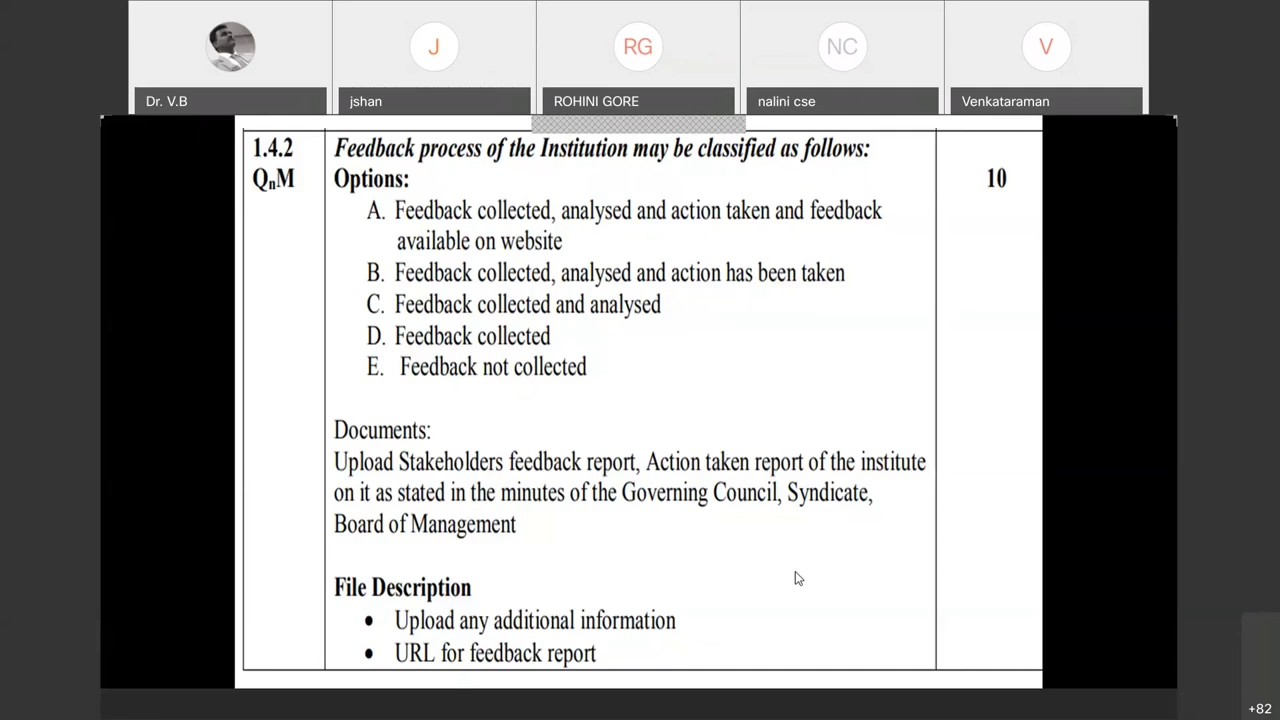 J
RG
NC
V
Dr. V.B
jshan
ROHINI GORE
nalini cse
Venkataraman
1.4.2
QnM
Feedback process of the Institution may be classified as follows:
Options:
10
A. Feedback collected, analysed and action taken and feedback
available on website
B. Feedback collected, analysed and action has been taken
C. Feedback collected and analysed
D. Feedback collected
E. Feedback not collected
Documents:
Upload Stakeholders feedback report, Action taken report of the institute
on it as stated in the minutes of the Governing Council, Syndicate,
Board of Management
File Description
• Upload any additional information
• URL for feedback report
+82